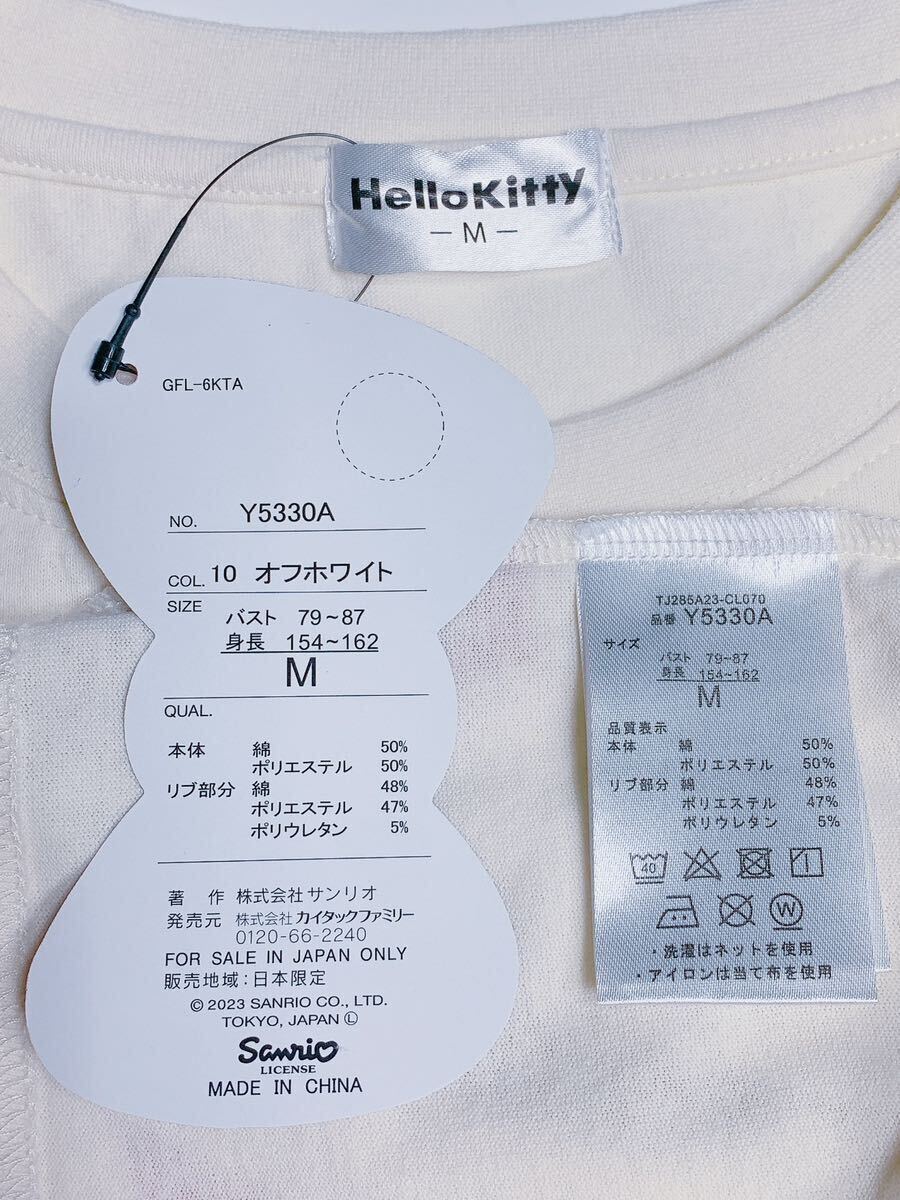 HelloKitty
-M-
GFL-6KTA
NO. Y5330A
COL. 10 オフホワイト
SIZE
バスト 79~87
身長 154~162
M
QUAL.
本体 綿 50%
ポリエステル 50%
リブ部分 綿 48%
ポリエステル 47%
ポリウレタン 5%
著 作 株式会社サンリオ
発売元 株式会社カイタックファミリー
0120-66-2240
FOR SALE IN JAPAN ONLY
販売地域:日本限定
©2023 SANRIO CO., LTD.
TOKYO, JAPAN Ⓛ
Sanrio
LICENSE
MADE IN CHINA
TJ285A23-CL070
品番 Y5330A
サイズ
バスト 79~87
身長 154~162
M
品質表示
本体 綿 50%
ポリエステル 50%
リブ部分 綿 48%
ポリエステル 47%
ポリウレタン 5%
40
W
・洗濯はネットを使用
・アイロンは当て布を使用